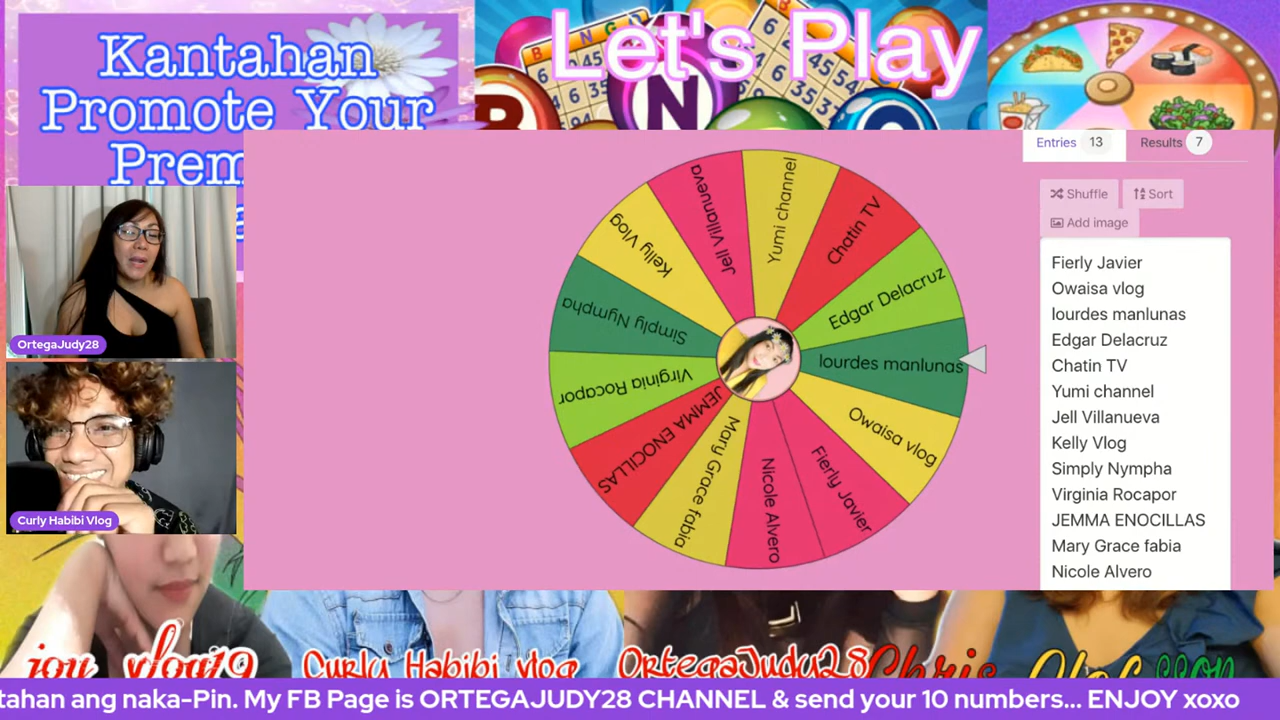 Kantahan
Promote Your
Prem
Let's Play
B N G
N
Entries 13
Results 7
Shuffle
Sort
Add image
Fierly Javier
Owaisa vlog
lourdes manlunas
Edgar Delacruz
Chatin TV
Yumi channel
Jell Villanueva
Kelly Vlog
Simply Nympha
Virginia Rocapor
JEMMA ENOCILLAS
Mary Grace fabia
Nicole Alvero
Yumi channel
Chatin TV
Edgar Delacruz
lourdes manlunas
Owaisa vlog
Fierly Javier
Nicole Alvero
Mary Grace fabia
JEMMA ENOCILLAS
Virginia Rocapor
Simply Nympha
Kelly Vlog
Jell Villanueva
OrtegaJudy28
Curly Habibi Vlog
joy vlog19
Curly Habibi vlog
OrtegaJudy28
Chris
tahan ang naka-Pin. My FB Page is ORTEGAJUDY28 CHANNEL & send your 10 numbers... ENJOY xoxo